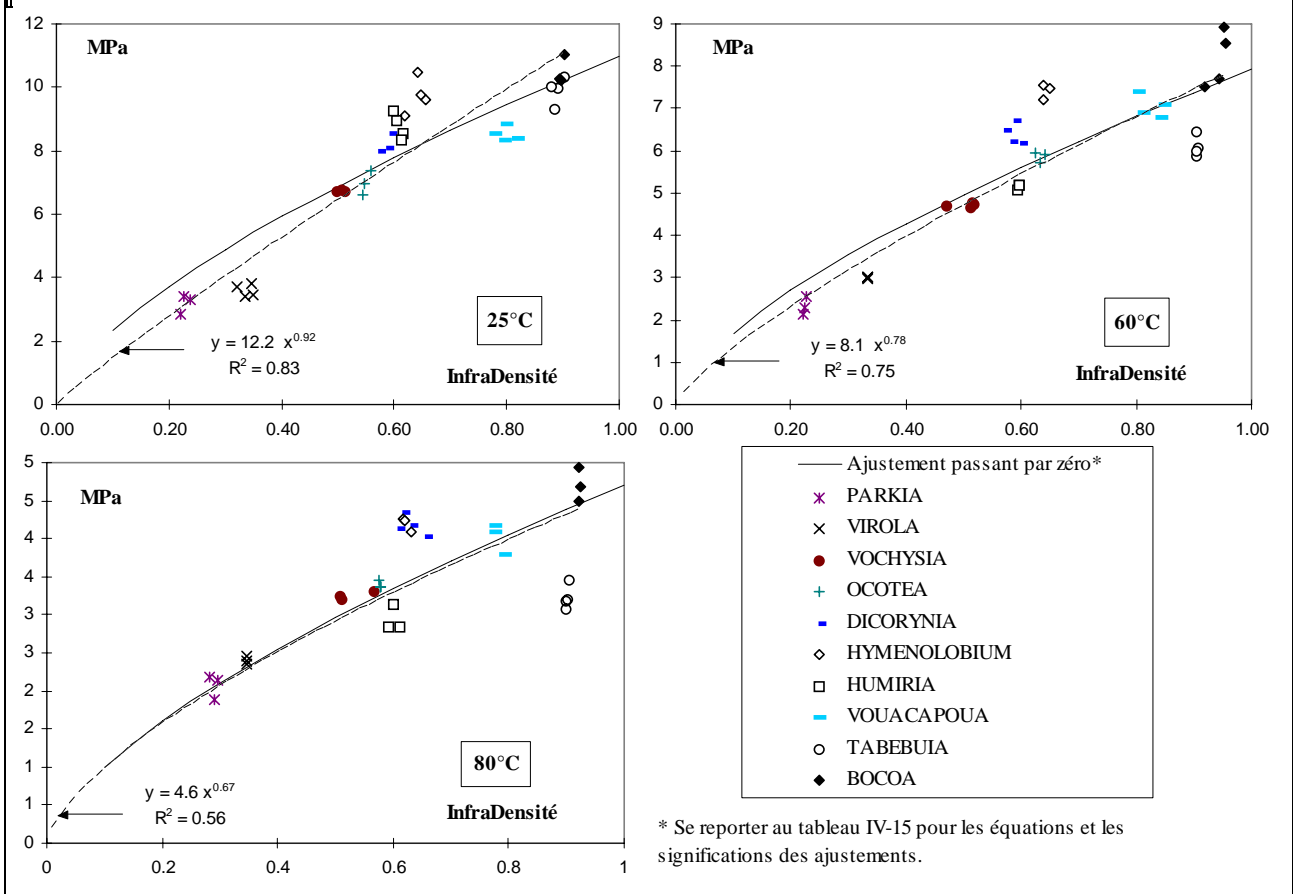 12
10
8
6
4
2
0
MPa
25°C
y = 12.2 x^0.92
R² = 0.83
InfraDensité
0.00 0.20 0.40 0.60 0.80 1.00
9
8
7
6
5
4
3
2
1
0
MPa
60°C
y = 8.1 x^0.78
R² = 0.75
InfraDensité
0.00 0.20 0.40 0.60 0.80 1.00
5
5
4
4
3
3
2
2
1
1
0
MPa
80°C
y = 4.6 x^0.67
R² = 0.56
InfraDensité
0 0.2 0.4 0.6 0.8 1
Ajustement passant par zéro*
PARKIA
VIROLA
VOCHYSIA
OCOTEA
DICORYNIA
HYMENOLOBIUM
HUMIRIA
VOUACAPOUA
TABEBUIA
BOCOA
* Se reporter au tableau IV-15 pour les équations et les
significations des ajustements.